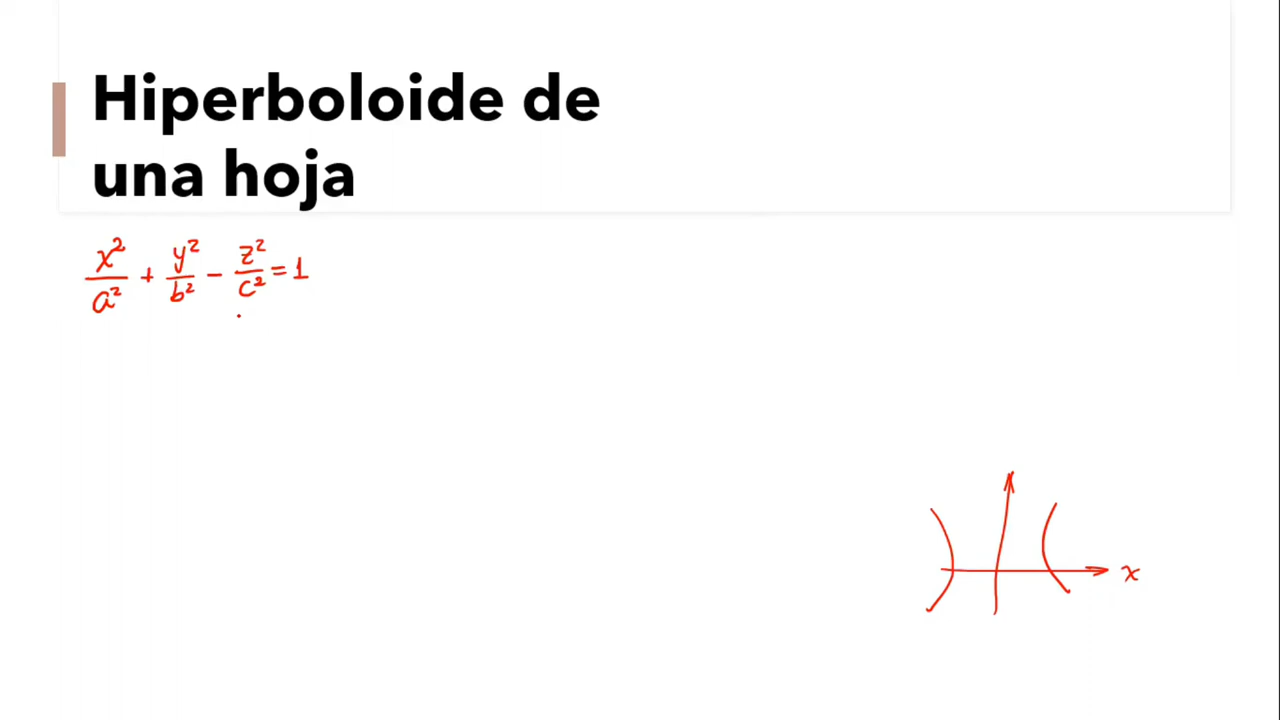 Hiperboloide de
una hoja
x²/a² + y²/b² - z²/c² = 1
x